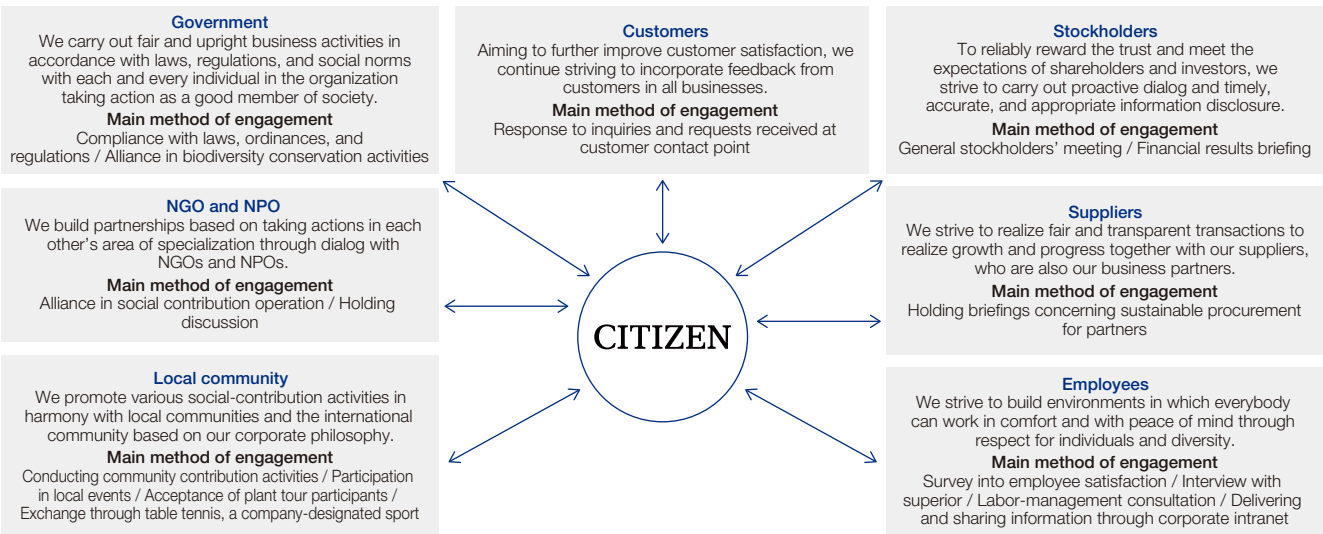 Government
We carry out fair and upright business activities in
accordance with laws, regulations, and social norms
with each and every individual in the organization
taking action as a good member of society.
Main method of engagement
Compliance with laws, ordinances, and
regulations / Alliance in biodiversity conservation activities
Customers
Aiming to further improve customer satisfaction, we
continue striving to incorporate feedback from
customers in all businesses.
Main method of engagement
Response to inquiries and requests received at
customer contact point
Stockholders
To reliably reward the trust and meet the
expectations of shareholders and investors, we
strive to carry out proactive dialog and timely,
accurate, and appropriate information disclosure.
Main method of engagement
General stockholders’ meeting / Financial results briefing
NGO and NPO
We build partnerships based on taking actions in each
other’s area of specialization through dialog with
NGOs and NPOs.
Main method of engagement
Alliance in social contribution operation / Holding
discussion
CITIZEN
Suppliers
We strive to realize fair and transparent transactions to
realize growth and progress together with our suppliers,
who are also our business partners.
Main method of engagement
Holding briefings concerning sustainable procurement
for partners
Local community
We promote various social-contribution activities in
harmony with local communities and the international
community based on our corporate philosophy.
Main method of engagement
Conducting community contribution activities / Participation
in local events / Acceptance of plant tour participants /
Exchange through table tennis, a company-designated sport
Employees
We strive to build environments in which everybody
can work in comfort and with peace of mind through
respect for individuals and diversity.
Main method of engagement
Survey into employee satisfaction / Interview with
superior / Labor-management consultation / Delivering
and sharing information through corporate intranet